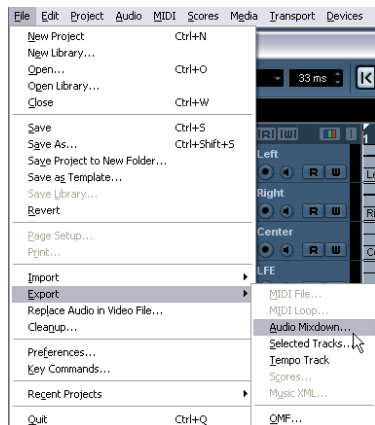 File Edit Project Audio MIDI Scores Media Transport Devices
New Project Ctrl+N
New Library...
Open... Ctrl+O
Open Library...
Close Ctrl+W
Save Ctrl+S
Save As... Ctrl+Shift+S
Save Project to New Folder...
Save as Template...
Save Library...
Revert
Page Setup...
Print...
Import
Export
Replace Audio in Video File...
Cleanup...
Preferences...
Key Commands...
Recent Projects
Quit Ctrl+Q
MIDI File...
MIDI Loop...
Audio Mixdown...
Selected Tracks...
Tempo Track
Scores...
Music XML...
OMF...
33 ms
R W
1
Left
R W
Right
R W
Center
R W
LFE